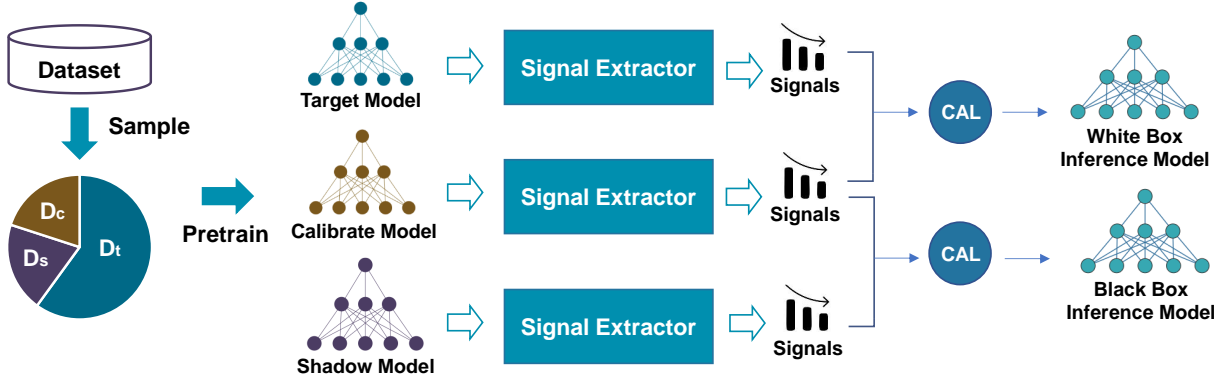 Dataset
Sample
Dc
Ds
Dt
Pretrain
Target Model
Signal Extractor
Signals
CAL
White Box
Inference Model
Calibrate Model
Signal Extractor
Signals
CAL
Black Box
Inference Model
Shadow Model
Signal Extractor
Signals